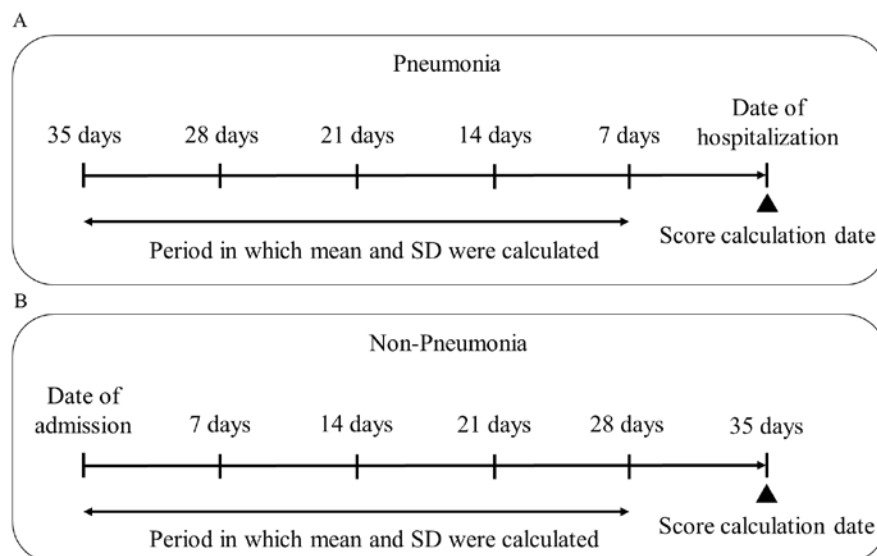 A
Pneumonia
Date of
35 days 28 days 21 days 14 days 7 days hospitalization
Score calculation date
Period in which mean and SD were calculated
B
Non-Pneumonia
Date of
admission 7 days 14 days 21 days 28 days 35 days
Score calculation date
Period in which mean and SD were calculated